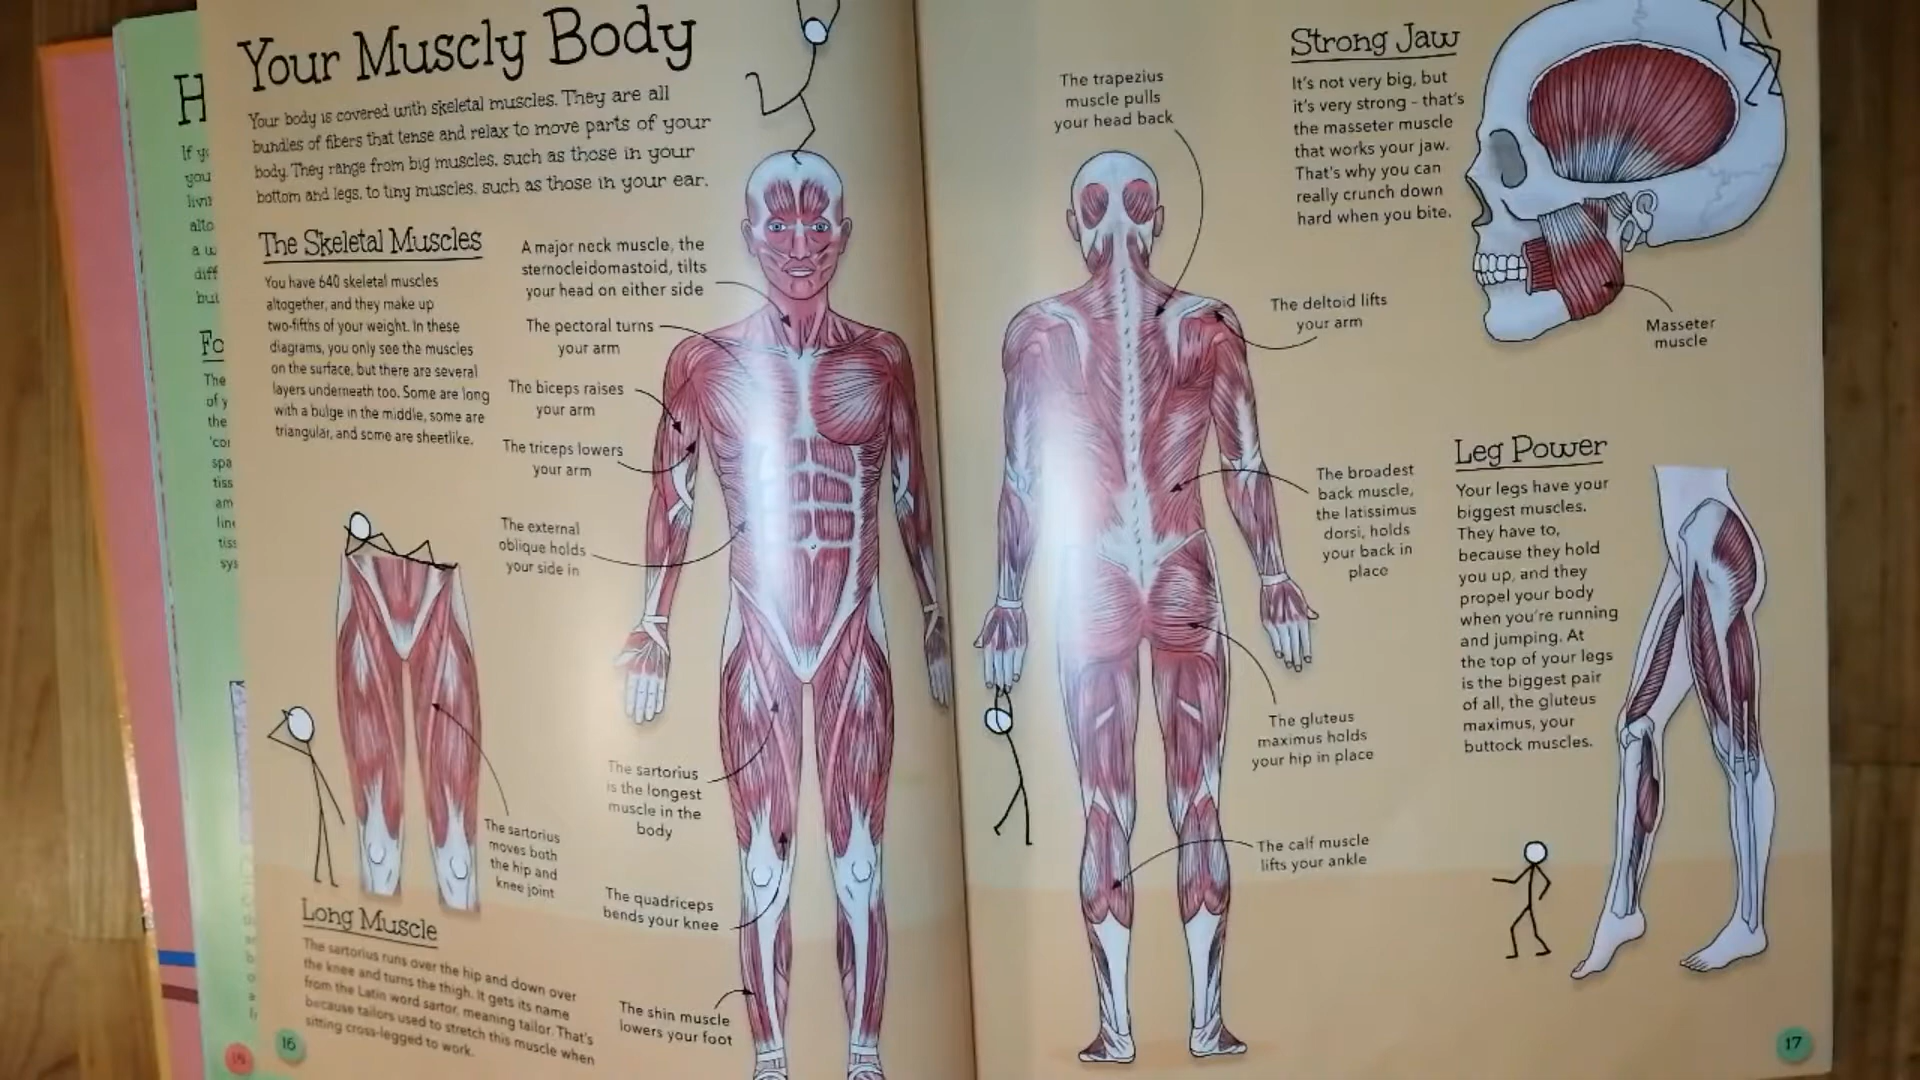 Your Muscly Body
Your body is covered with skeletal muscles. They are all
bundles of fibers that tense and relax to move parts of your
body. They range from big muscles, such as those in your
bottom and legs, to tiny muscles, such as those in your ear.
The Skeletal Muscles
You have 640 skeletal muscles
altogether, and they make up
two-fifths of your weight. In these
diagrams, you only see the muscles
on the surface, but there are several
layers underneath too. Some are long
with a bulge in the middle, some are
triangular, and some are sheetlike.
A major neck muscle, the
sternocleidomastoid, tilts
your head on either side
The pectoral turns
your arm
The biceps raises
your arm
The triceps lowers
your arm
The external
oblique holds
your side in
The sartorius
is the longest
muscle in the
body
The quadriceps
bends your knee
The shin muscle
lowers your foot
The sartorius
moves both
the hip and
knee joint
Long Muscle
The sartorius runs over the hip and down over
the knee and turns the thigh. It gets its name
from the Latin word sartor, meaning tailor. That's
because tailors used to stretch this muscle when
sitting cross-legged to work.
16
The trapezius
muscle pulls
your head back
The deltoid lifts
your arm
The broadest
back muscle,
the latissimus
dorsi, holds
your back in
place
The gluteus
maximus holds
your hip in place
The calf muscle
lifts your ankle
Strong Jaw
It's not very big, but
it's very strong - that's
the masseter muscle
that works your jaw.
That's why you can
really crunch down
hard when you bite.
Masseter
muscle
Leg Power
Your legs have your
biggest muscles.
They have to,
because they hold
you up, and they
propel your body
when you're running
and jumping. At
the top of your legs
is the biggest pair
of all, the gluteus
maximus, your
buttock muscles.
17